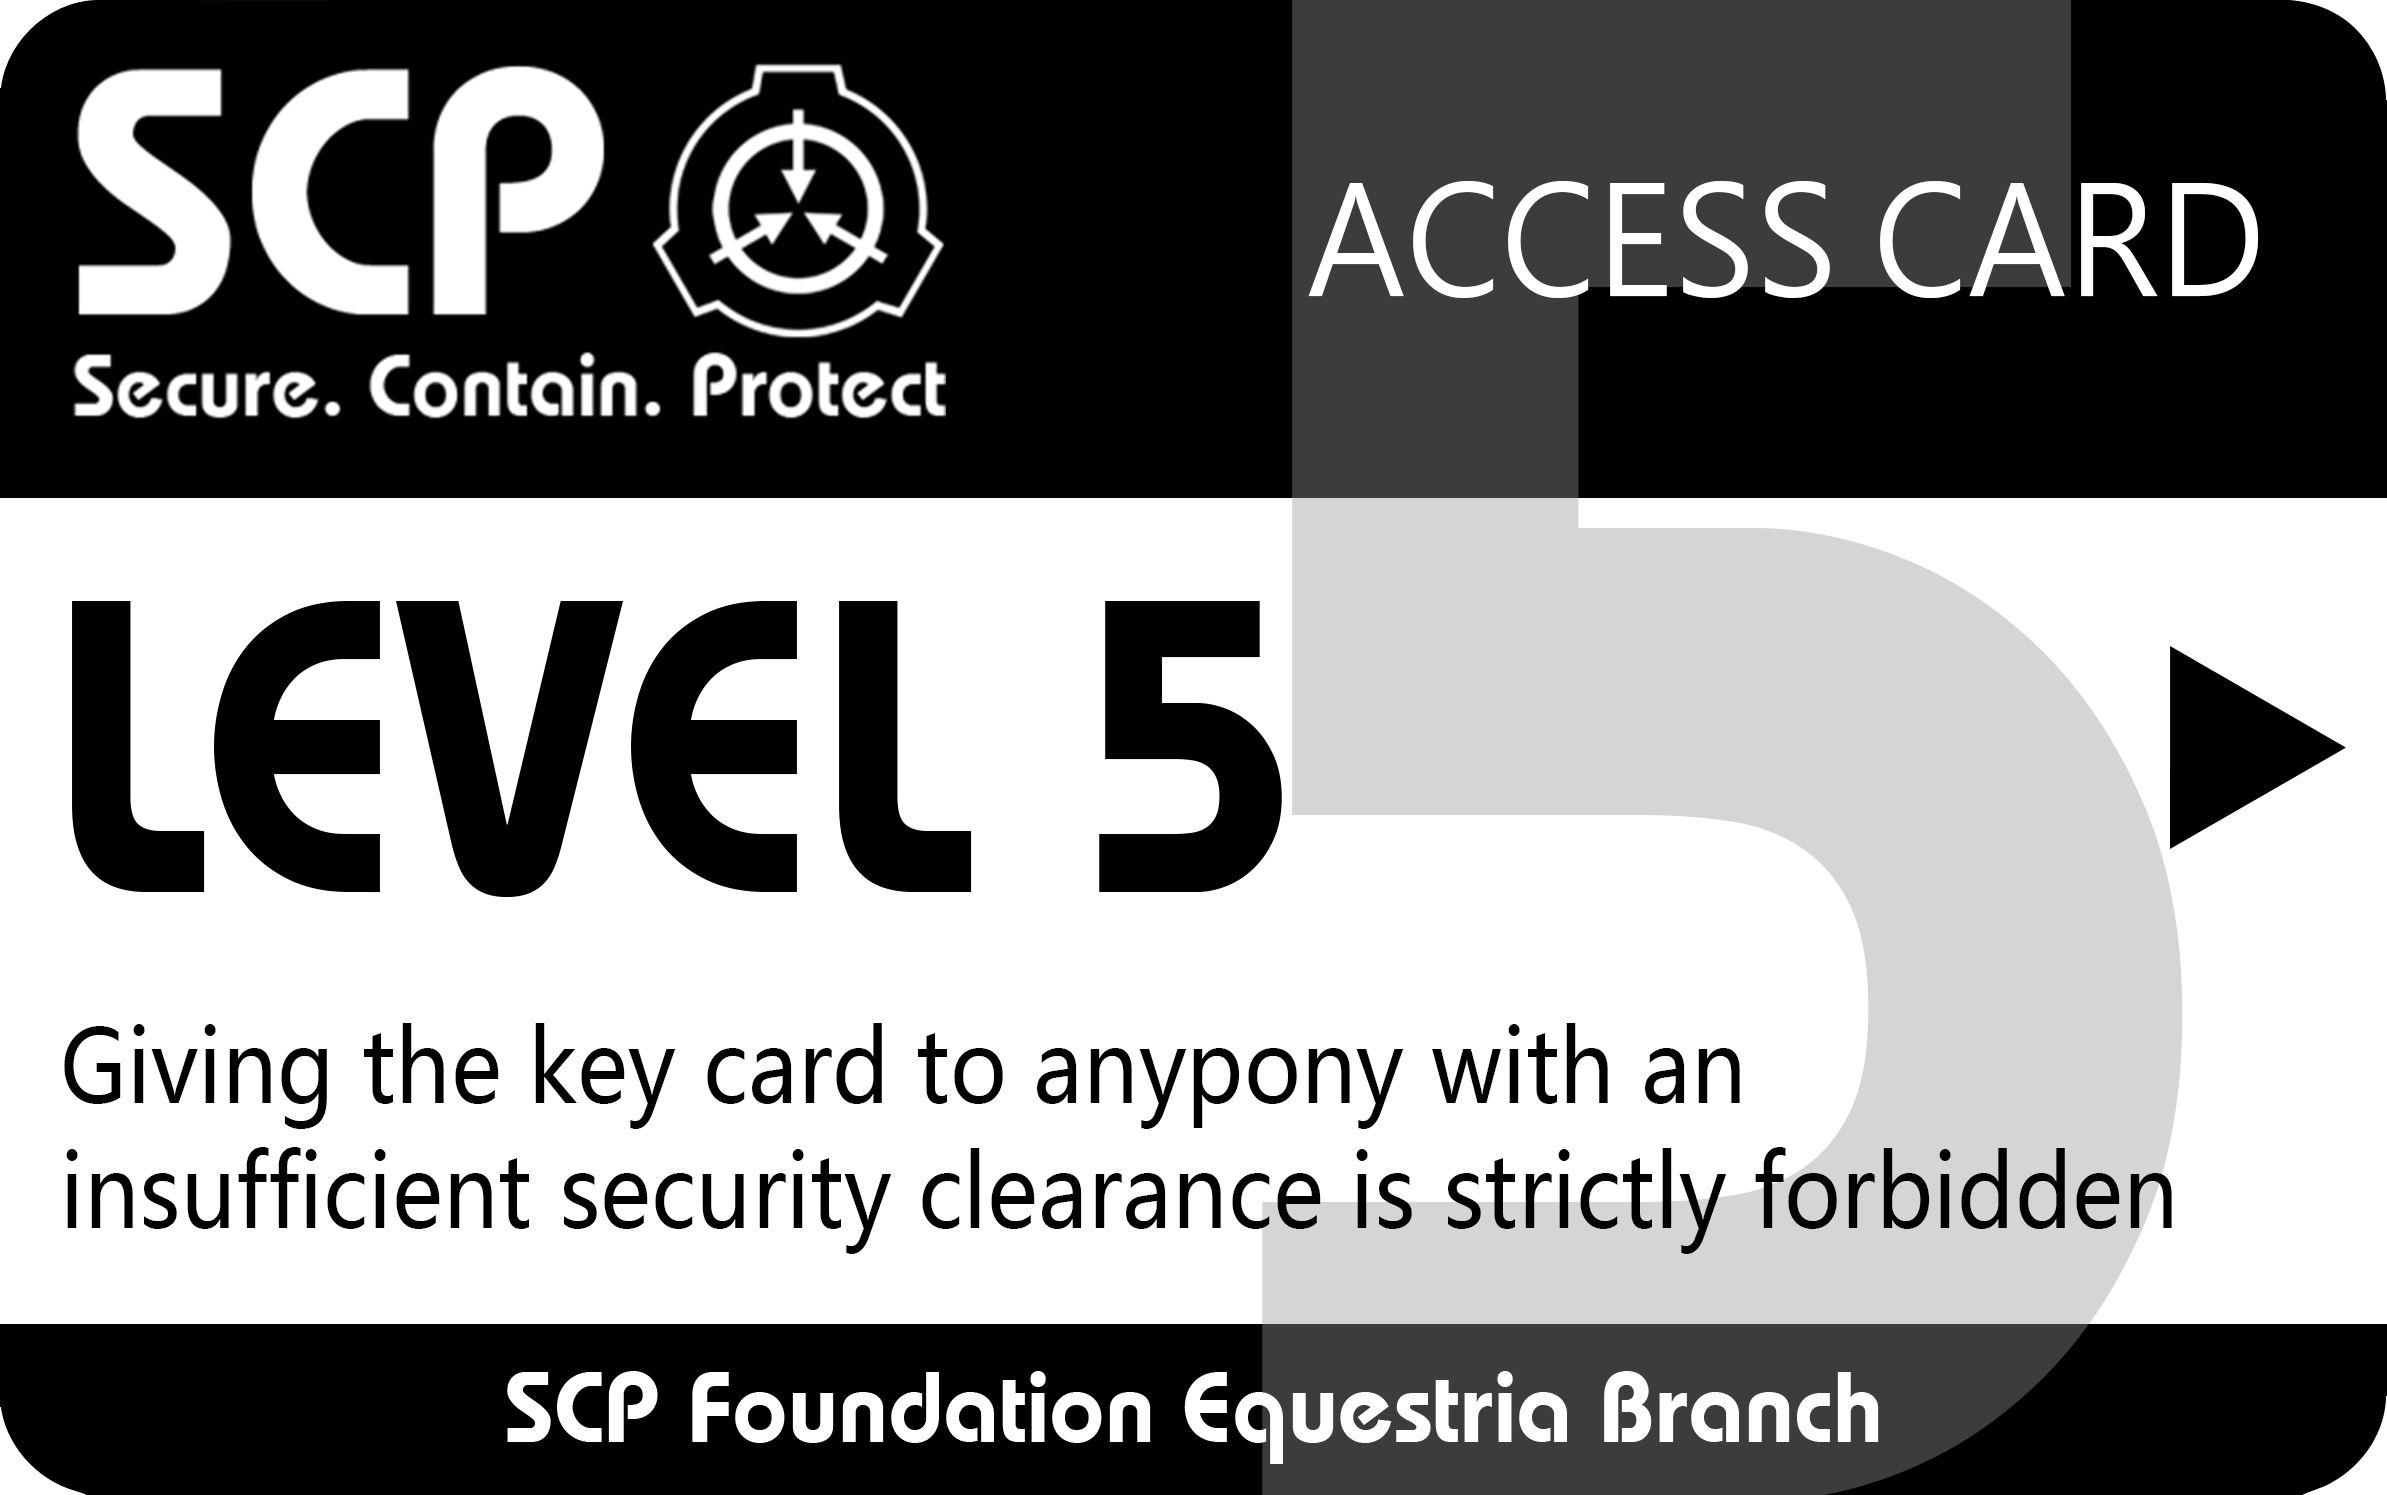 SCP
Secure. Contain. Protect
ACCESS CARD
LEVEL 5
5
Giving the key card to anypony with an
insufficient security clearance is strictly forbidden
SCP Foundation Equestria Branch